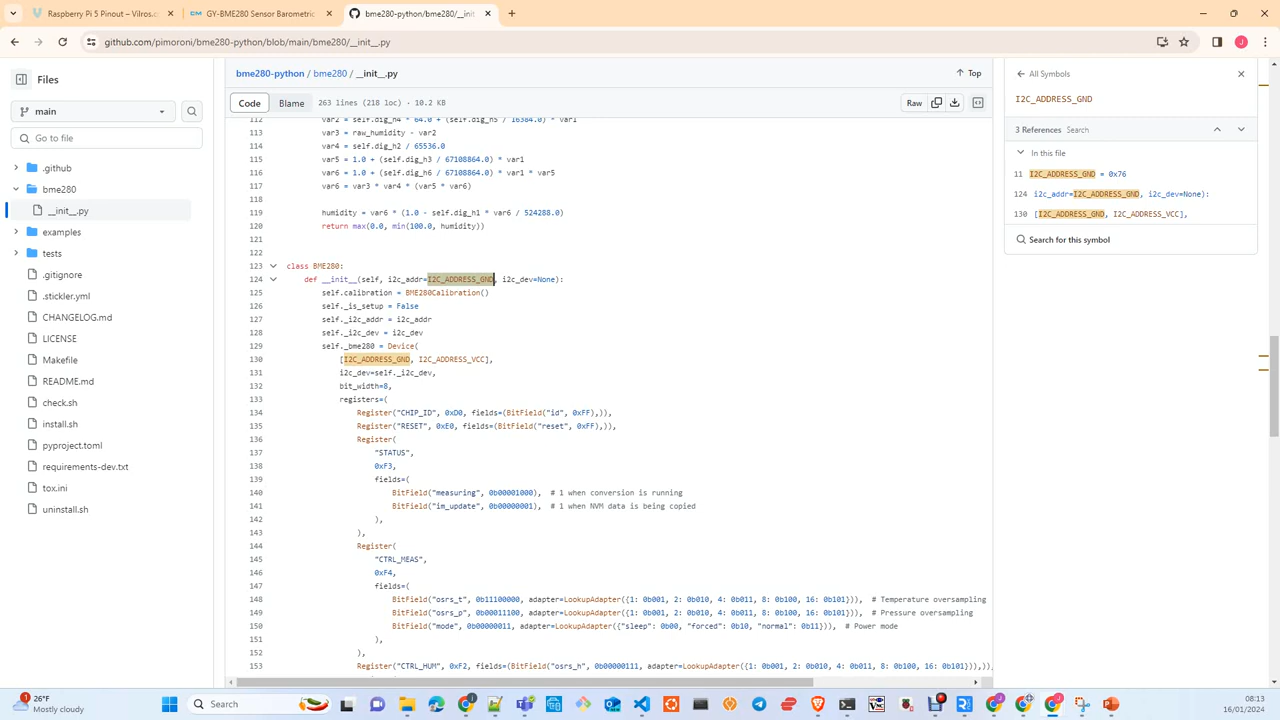 Raspberry Pi 5 Pinout – Vilros.c
GY-BME280 Sensor Barometric
bme280-python/bme280/__init__.
github.com/pimoroni/bme280-python/blob/main/bme280/__init__.py
Files
main
Go to file
.github
bme280
__init__.py
examples
tests
.gitignore
.stickler.yml
CHANGELOG.md
LICENSE
Makefile
README.md
check.sh
install.sh
pyproject.toml
requirements-dev.txt
tox.ini
uninstall.sh
bme280-python / bme280 / __init__.py
Top
Code Blame 263 lines (218 loc) · 10.2 KB
Raw
112 var2 = self.dig_h4 * 64.0 + (self.dig_h5 / 16384.0) * var1
113 var3 = raw_humidity - var2
114 var4 = self.dig_h2 / 65536.0
115 var5 = 1.0 + (self.dig_h3 / 67108864.0) * var1
116 var6 = 1.0 + (self.dig_h6 / 67108864.0) * var1 * var5
117 var6 = var3 * var4 * (var5 * var6)
118
119 humidity = var6 * (1.0 - self.dig_h1 * var6 / 524288.0)
120 return max(0.0, min(100.0, humidity))
121
122
123 class BME280:
124 def __init__(self, i2c_addr=I2C_ADDRESS_GND, i2c_dev=None):
125 self.calibration = BME280Calibration()
126 self._is_setup = False
127 self._i2c_addr = i2c_addr
128 self._i2c_dev = i2c_dev
129 self._bme280 = Device(
130 [I2C_ADDRESS_GND, I2C_ADDRESS_VCC],
131 i2c_dev=self._i2c_dev,
132 bit_width=8,
133 registers=(
134 Register("CHIP_ID", 0xD0, fields=(BitField("id", 0xFF),)),
135 Register("RESET", 0xE0, fields=(BitField("reset", 0xFF),)),
136 Register(
137 "STATUS",
138 0xF3,
139 fields=(
140 BitField("measuring", 0b00001000), # 1 when conversion is running
141 BitField("im_update", 0b00000001), # 1 when NVM data is being copied
142 ),
143 ),
144 Register(
145 "CTRL_MEAS",
146 0xF4,
147 fields=(
148 BitField("osrs_t", 0b11100000, adapter=LookupAdapter({1: 0b001, 2: 0b010, 4: 0b011, 8: 0b100, 16: 0b101})), # Temperature oversampling
149 BitField("osrs_p", 0b00011100, adapter=LookupAdapter({1: 0b001, 2: 0b010, 4: 0b011, 8: 0b100, 16: 0b101})), # Pressure oversampling
150 BitField("mode", 0b00000011, adapter=LookupAdapter({"sleep": 0b00, "forced": 0b10, "normal": 0b11})), # Power mode
151 ),
152 ),
153 Register("CTRL_HUM", 0xF2, fields=(BitField("osrs_h", 0b00000111, adapter=LookupAdapter({1: 0b001, 2: 0b010, 4: 0b011, 8: 0b100, 16: 0b101})),)),
All Symbols
I2C_ADDRESS_GND
3 References Search
In this file
11 I2C_ADDRESS_GND = 0x76
124 i2c_addr=I2C_ADDRESS_GND, i2c_dev=None):
130 [I2C_ADDRESS_GND, I2C_ADDRESS_VCC],
Search for this symbol
26°F
Mostly cloudy
Search
08:13
16/01/2024